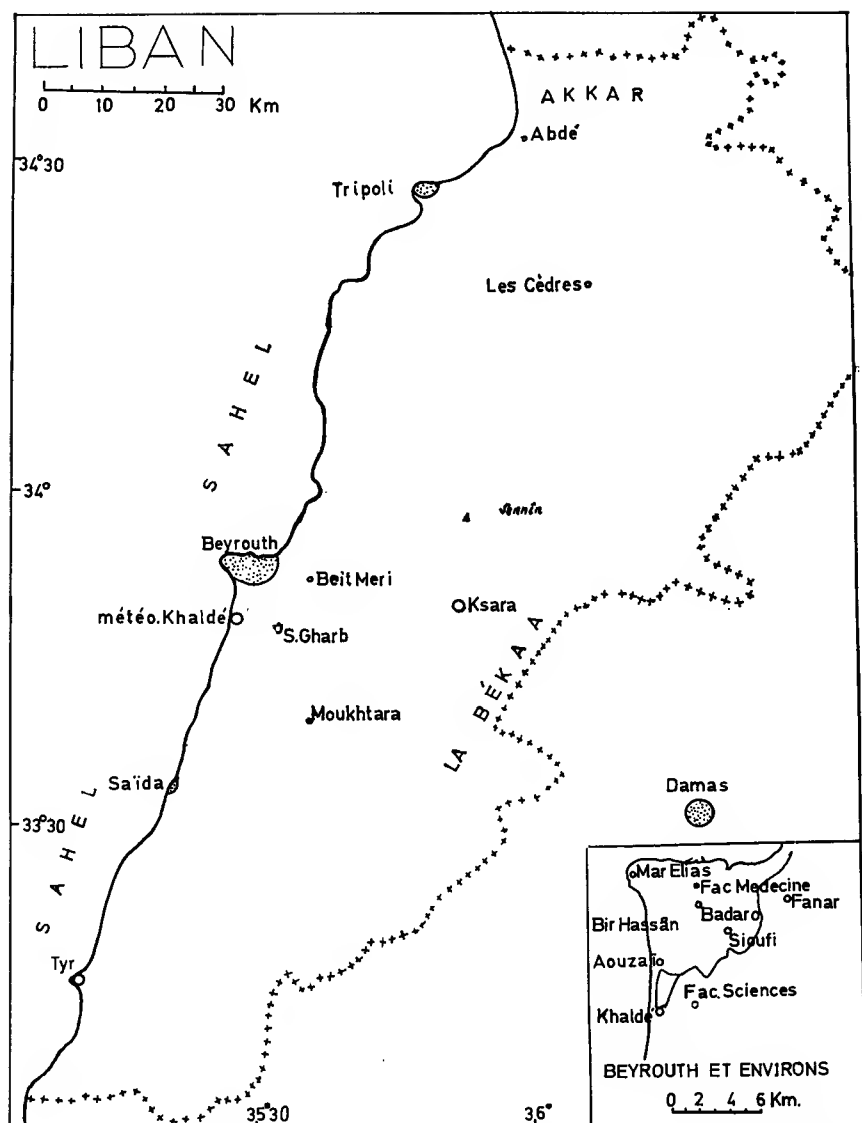 LIBAN
0 10 20 30 Km
AKKAR
Abdé
34°30
Tripoli
Les Cèdres
SAHEL
34°
Sennin
Beyrouth
Beit Meri
Ksara
météo.Khaldé
S.Gharb
LA BÉKAA
Moukhtara
Saïda
Damas
33°30
SAHEL
Mar Elias
Fac Medecine
Fanar
Badaro
Bir Hassân
Sioufi
Tyr
Aouzaï
Fac.Sciences
Khaldé
BEYROUTH ET ENVIRONS
35°30
36°
0 2 4 6 Km.